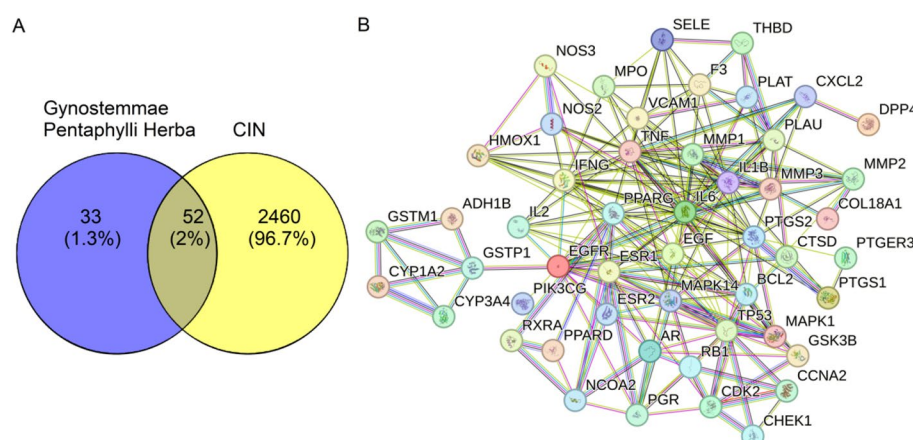 A
B
Gynostemmae
Pentaphylli Herba
CIN
33
(1.3%)
52
(2%)
2460
(96.7%)
SELE
THBD
NOS3
MPO
F3
PLAT
CXCL2
NOS2
VCAM1
DPP4
HMOX1
TNF
MMP1
PLAU
IFNG
IL1B
MMP3
MMP2
ADH1B
PPARG
IL6
GSTM1
IL2
PTGS2
COL18A1
GSTP1
EGFR
ESR1
EGF
CTSD
PTGER3
CYP1A2
PIK3CG
MAPK14
BCL2
PTGS1
CYP3A4
ESR2
TP53
RXRA
PPARD
AR
RB1
MAPK1
GSK3B
NCOA2
PGR
CDK2
CCNA2
CHEK1